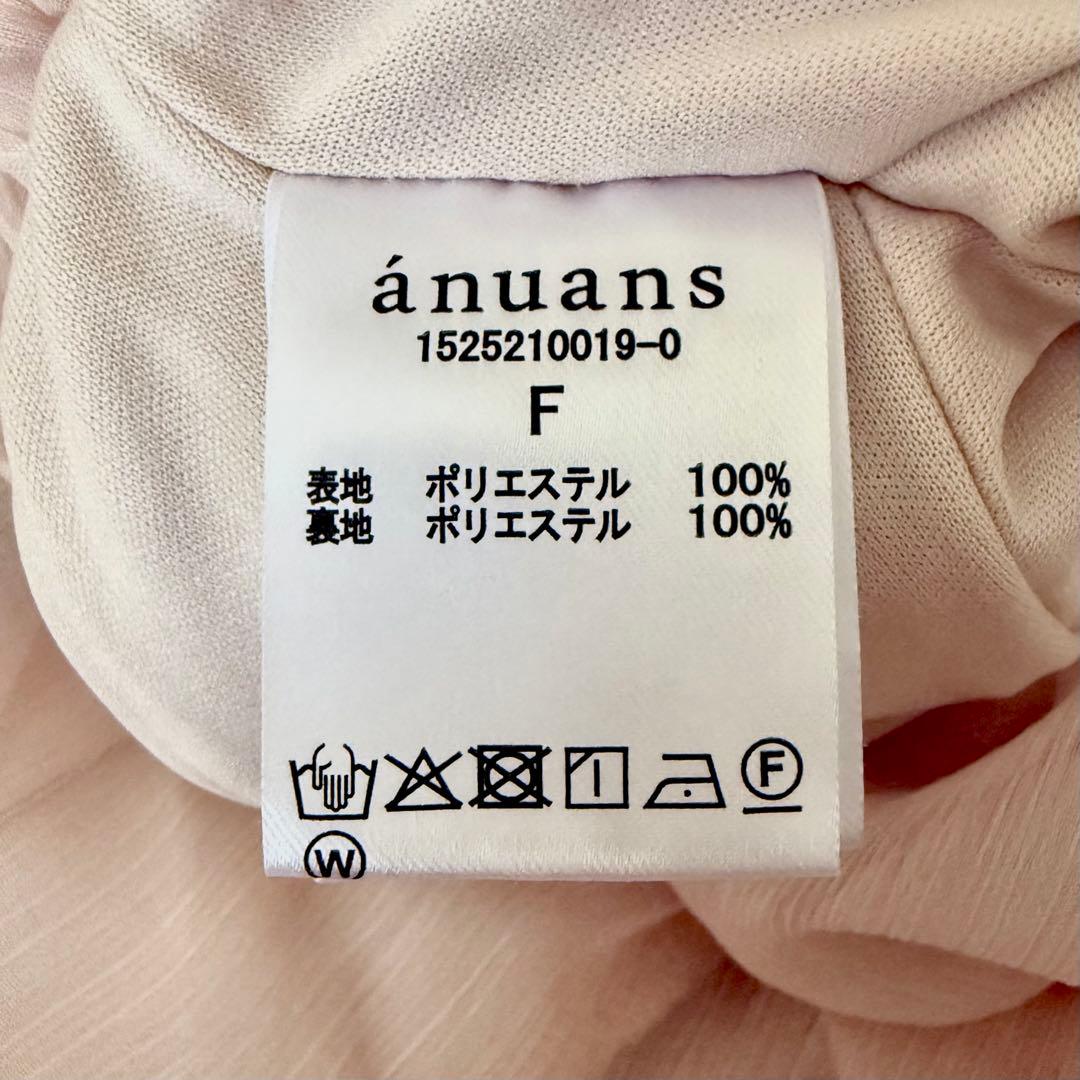 ánuans
1525210019-0
F
表地 ポリエステル 100%
裏地 ポリエステル 100%
F
W